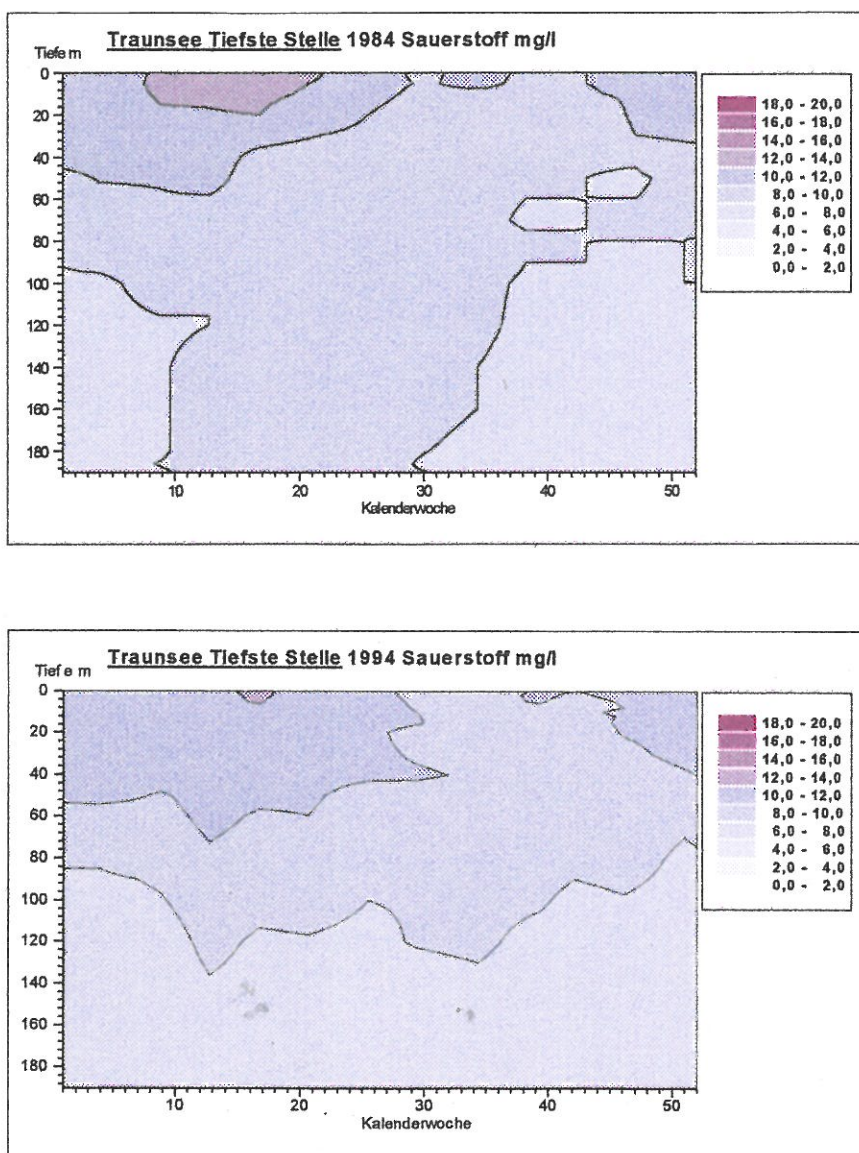 Traunsee Tiefste Stelle 1984 Sauerstoff mg/l
Tiefe m
0
20
40
60
80
100
120
140
160
180
10
20
30
40
50
Kalenderwoche
18,0 - 20,0
16,0 - 18,0
14,0 - 16,0
12,0 - 14,0
10,0 - 12,0
8,0 - 10,0
6,0 - 8,0
4,0 - 6,0
2,0 - 4,0
0,0 - 2,0
Traunsee Tiefste Stelle 1994 Sauerstoff mg/l
Tiefe m
0
20
40
60
80
100
120
140
160
180
10
20
30
40
50
Kalenderwoche
18,0 - 20,0
16,0 - 18,0
14,0 - 16,0
12,0 - 14,0
10,0 - 12,0
8,0 - 10,0
6,0 - 8,0
4,0 - 6,0
2,0 - 4,0
0,0 - 2,0